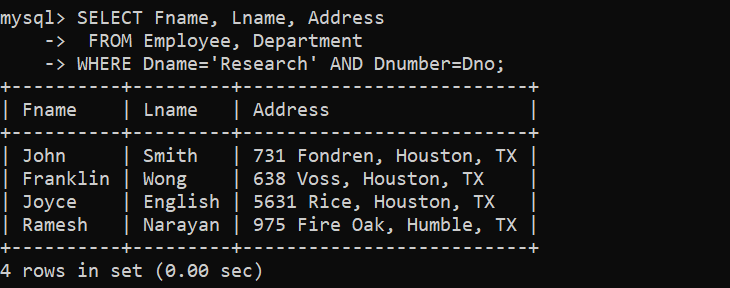 mysql> SELECT Fname, Lname, Address
    ->  FROM Employee, Department
    -> WHERE Dname='Research' AND Dnumber=Dno;
+----------+---------+--------------------------+
| Fname    | Lname   | Address                  |
+----------+---------+--------------------------+
| John     | Smith   | 731 Fondren, Houston, TX |
| Franklin | Wong    | 638 Voss, Houston, TX    |
| Joyce    | English | 5631 Rice, Houston, TX   |
| Ramesh   | Narayan | 975 Fire Oak, Humble, TX |
+----------+---------+--------------------------+
4 rows in set (0.00 sec)